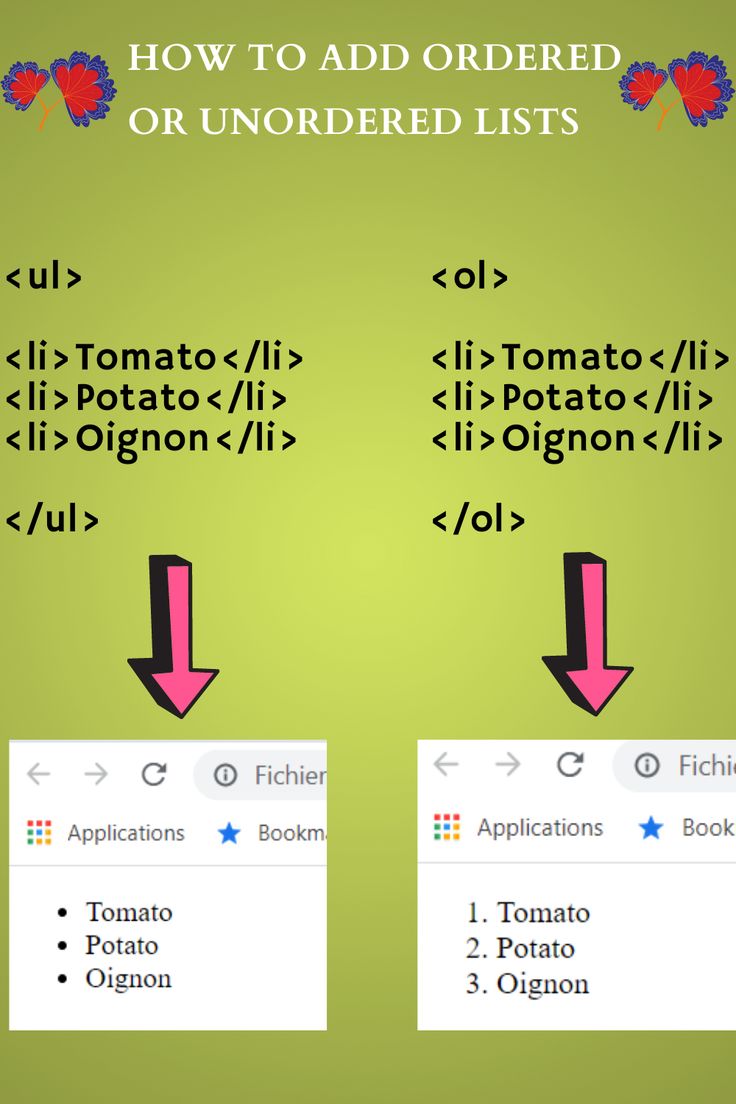 HOW TO ADD ORDERED
OR UNORDERED LISTS
<ul>
<li>Tomato</li>
<li>Potato</li>
<li>Oignon</li>
</ul>
<ol>
<li>Tomato</li>
<li>Potato</li>
<li>Oignon</li>
</ol>
Fichier
Applications Bookma
• Tomato
• Potato
• Oignon
Fichie
Applications Book
1. Tomato
2. Potato
3. Oignon